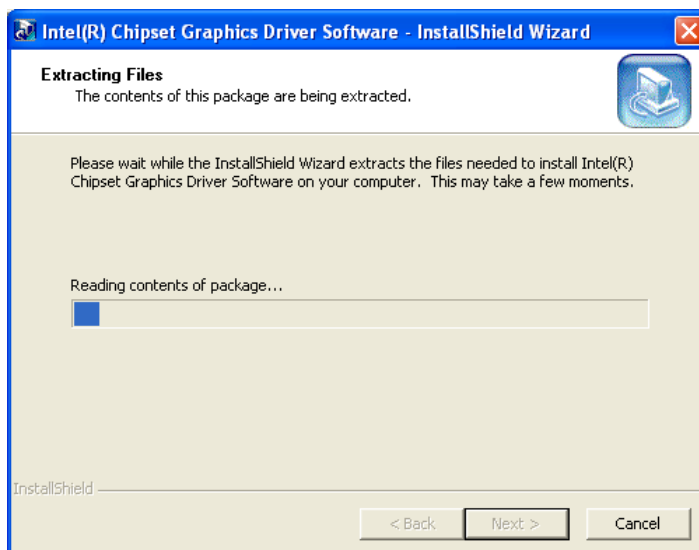 Intel(R) Chipset Graphics Driver Software - InstallShield Wizard
Extracting Files
The contents of this package are being extracted.
Please wait while the InstallShield Wizard extracts the files needed to install Intel(R)
Chipset Graphics Driver Software on your computer.  This may take a few moments.
Reading contents of package...
InstallShield
< Back
Next >
Cancel